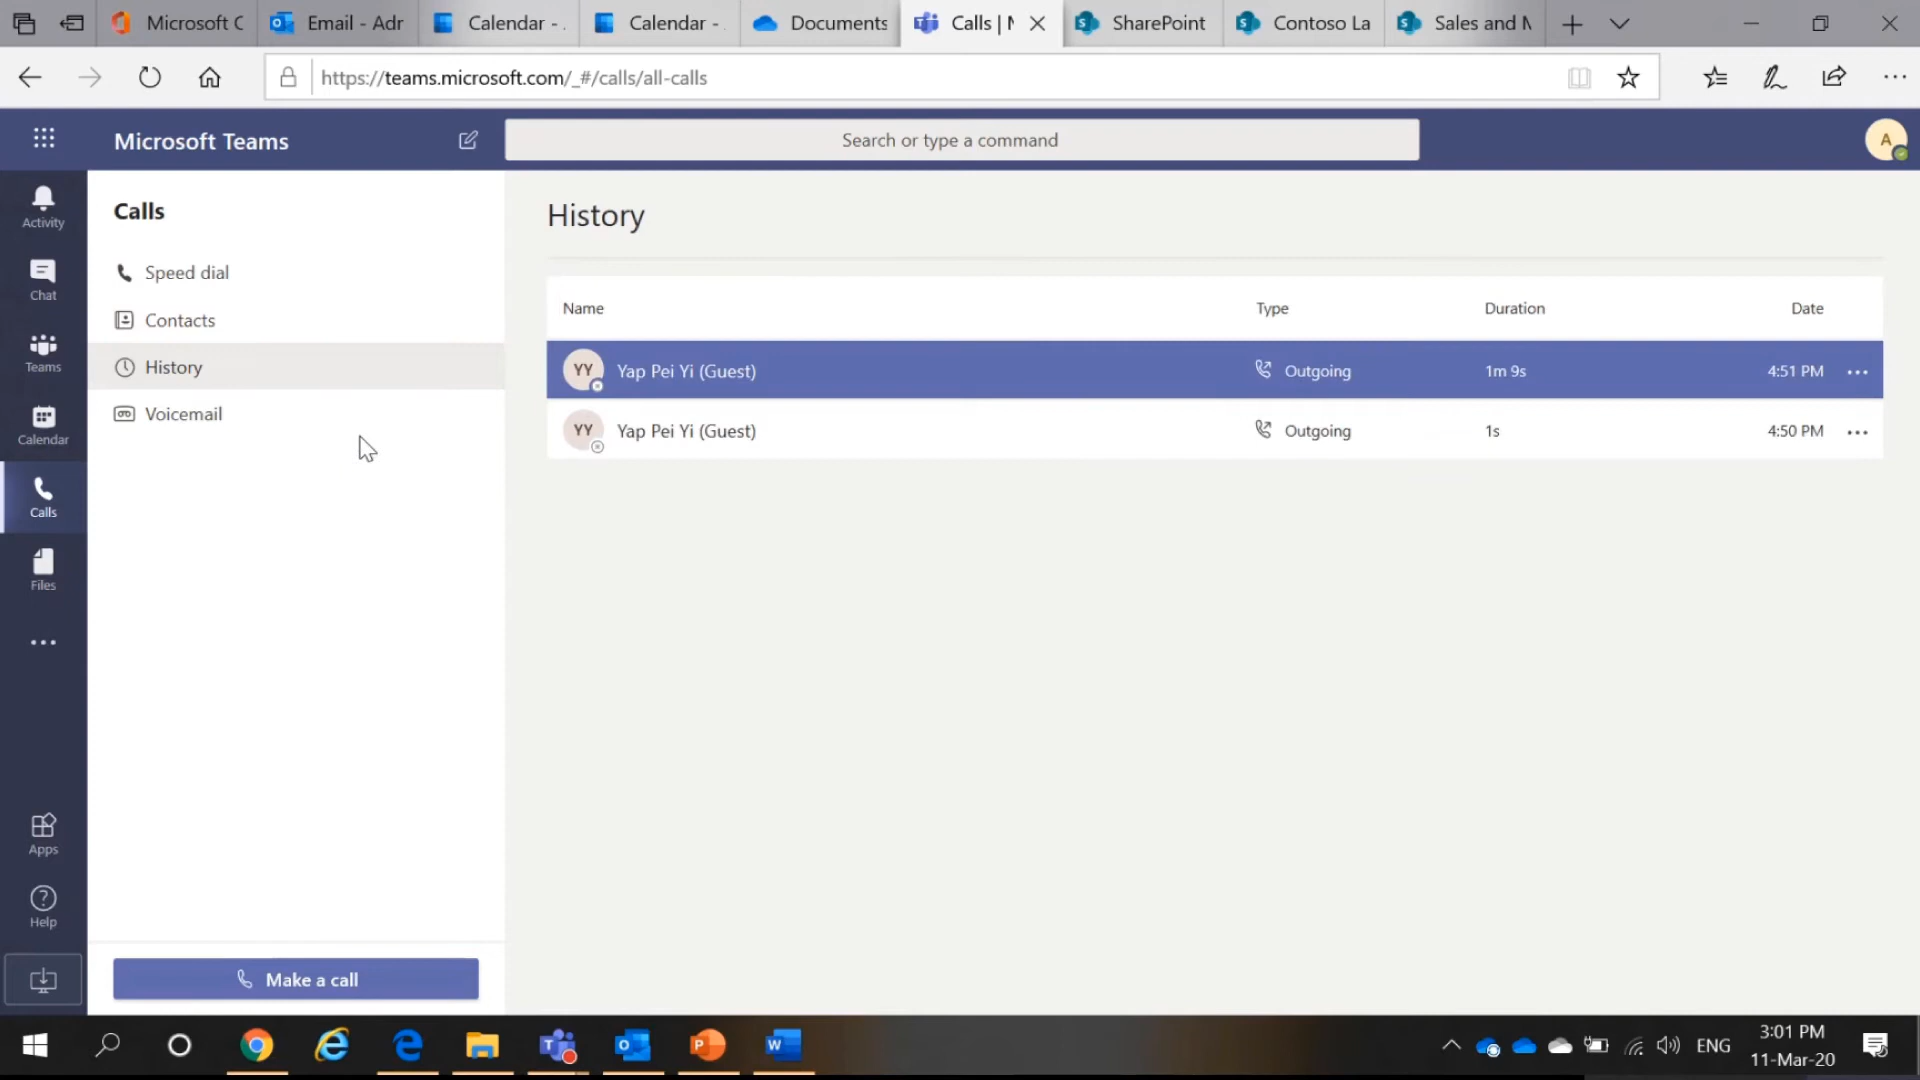 Microsoft C
Email - Adr
Calendar -
Calendar -
Documents
Calls | M
SharePoint
Contoso La
Sales and M
https://teams.microsoft.com/_#/calls/all-calls
Microsoft Teams
Search or type a command
A
Activity
Chat
Teams
Calendar
Calls
Files
Apps
Help
Calls
Speed dial
Contacts
History
Voicemail
Make a call
History
Name Type Duration Date
YY Yap Pei Yi (Guest) Outgoing 1m 9s 4:51 PM
YY Yap Pei Yi (Guest) Outgoing 1s 4:50 PM
ENG
3:01 PM
11-Mar-20